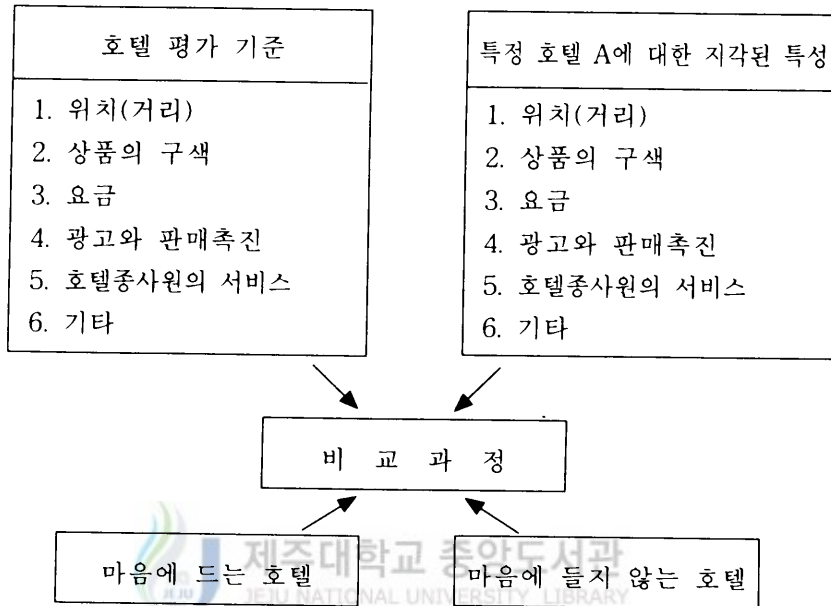 호텔 평가 기준
1. 위치(거리)
2. 상품의 구색
3. 요금
4. 광고와 판매촉진
5. 호텔종사원의 서비스
6. 기타
특정 호텔 A에 대한 지각된 특성
1. 위치(거리)
2. 상품의 구색
3. 요금
4. 광고와 판매촉진
5. 호텔종사원의 서비스
6. 기타
비 교 과 정
마음에 드는 호텔
마음에 들지 않는 호텔
제주대학교 중앙도서관
JEJU NATIONAL UNIVERSITY LIBRARY
JEJU